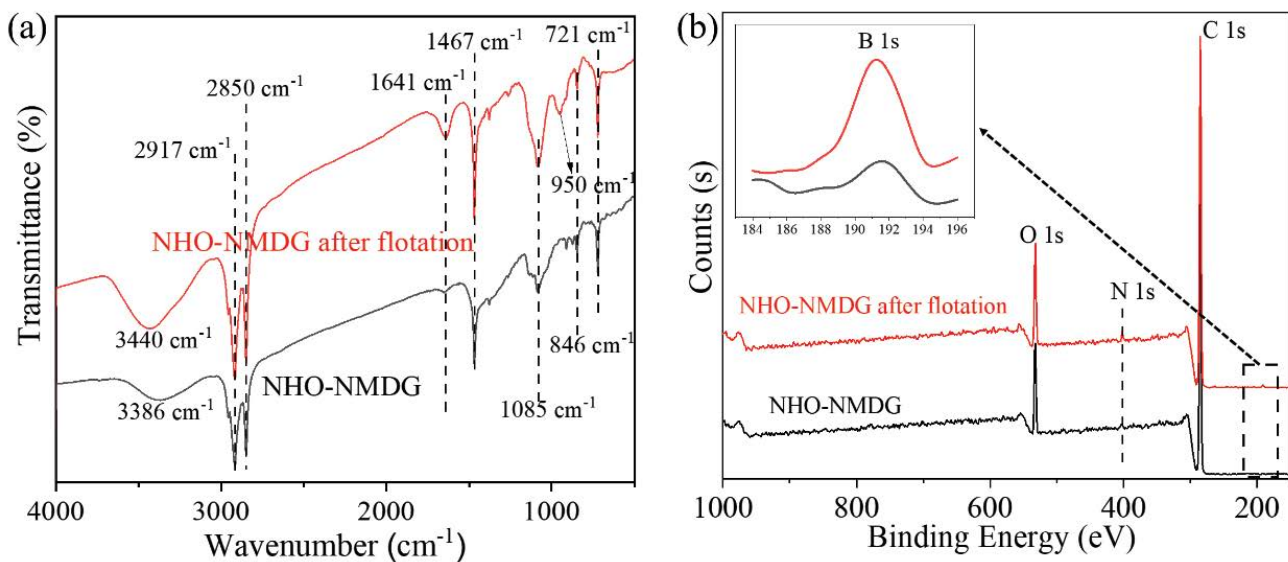 (a)
2850 cm⁻¹
2917 cm⁻¹
1641 cm⁻¹
1467 cm⁻¹
721 cm⁻¹
NHO-NMDG after flotation
950 cm⁻¹
3440 cm⁻¹
846 cm⁻¹
3386 cm⁻¹
NHO-NMDG
1085 cm⁻¹
Transmittance (%)
4000 3000 2000 1000
Wavenumber (cm⁻¹)
(b)
B 1s
184 186 188 190 192 194 196
C 1s
O 1s
N 1s
NHO-NMDG after flotation
NHO-NMDG
Counts (s)
1000 800 600 400 200
Binding Energy (eV)